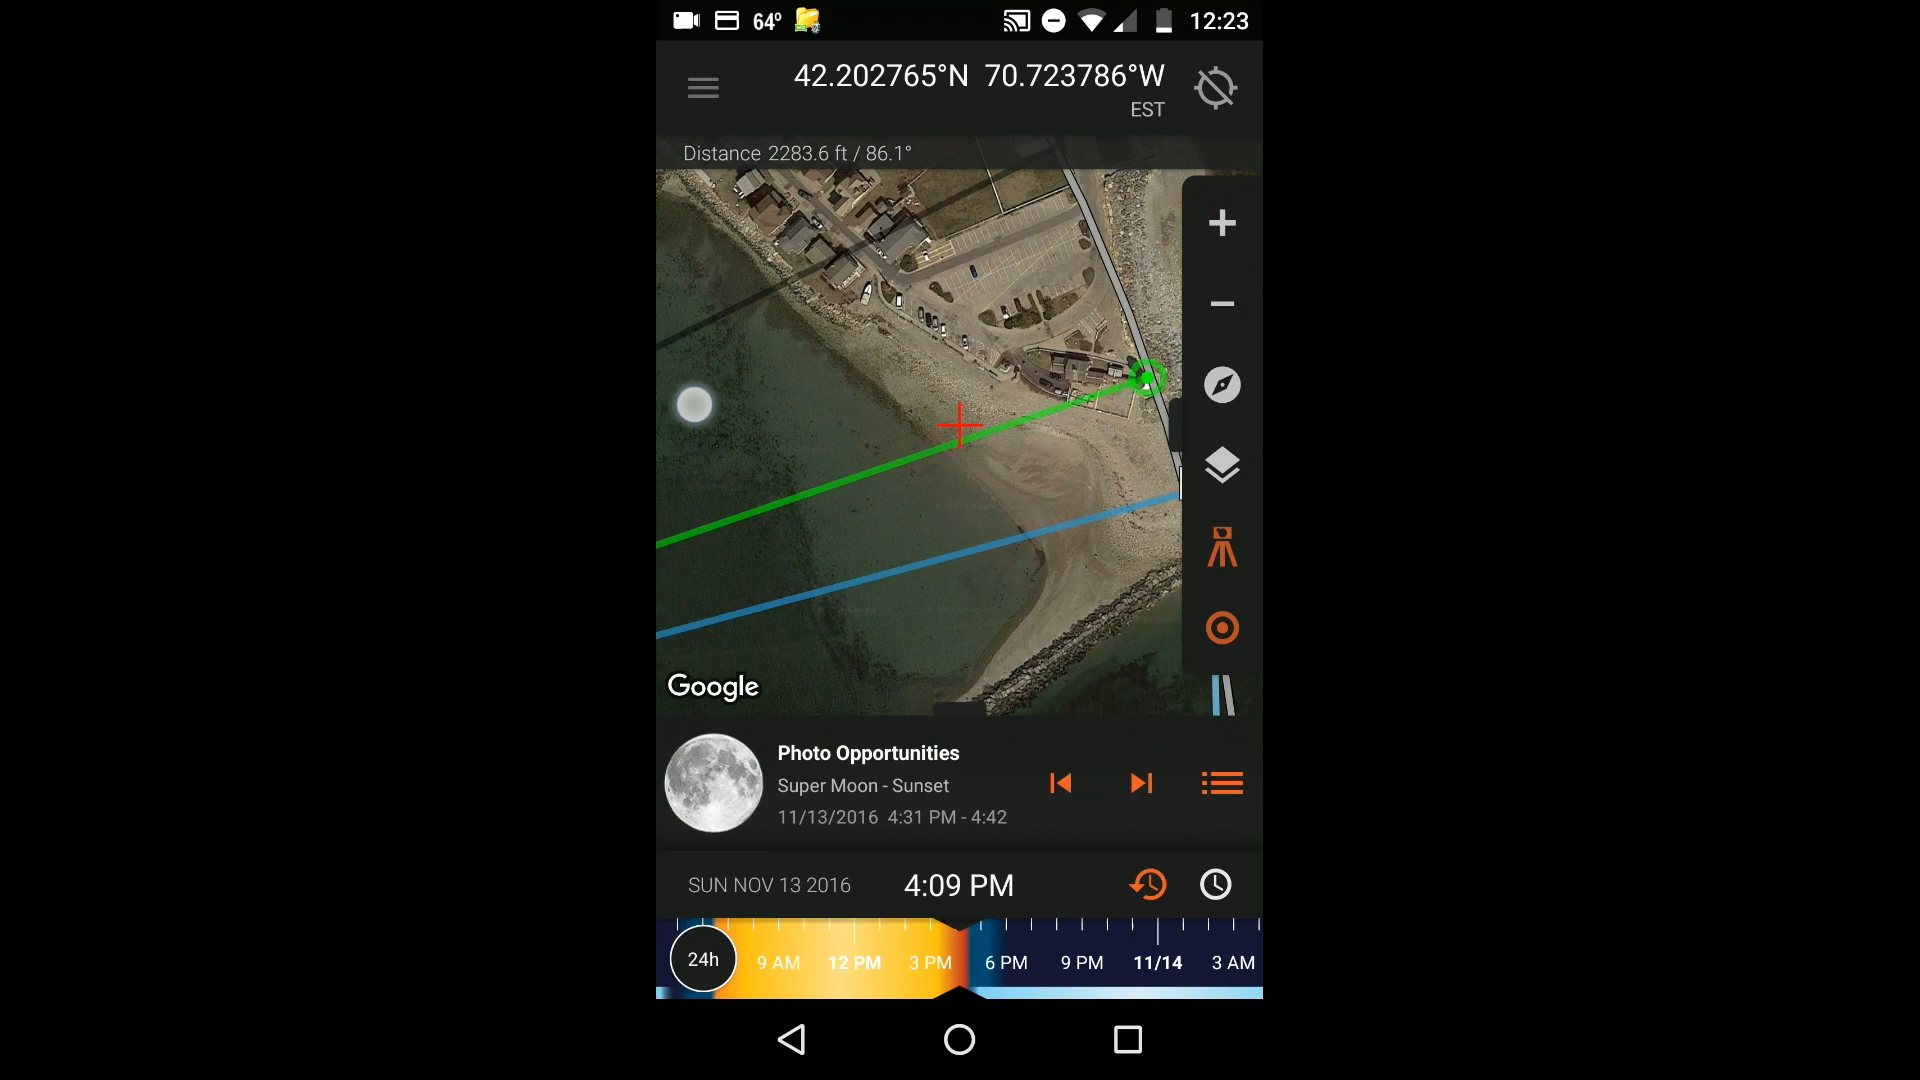 64°
12:23
42.202765°N 70.723786°W
EST
Distance 2283.6 ft / 86.1°
Google
Photo Opportunities
Super Moon - Sunset
11/13/2016 4:31 PM - 4:42
SUN NOV 13 2016
4:09 PM
24h
9 AM
12 PM
3 PM
6 PM
9 PM
11/14
3 AM